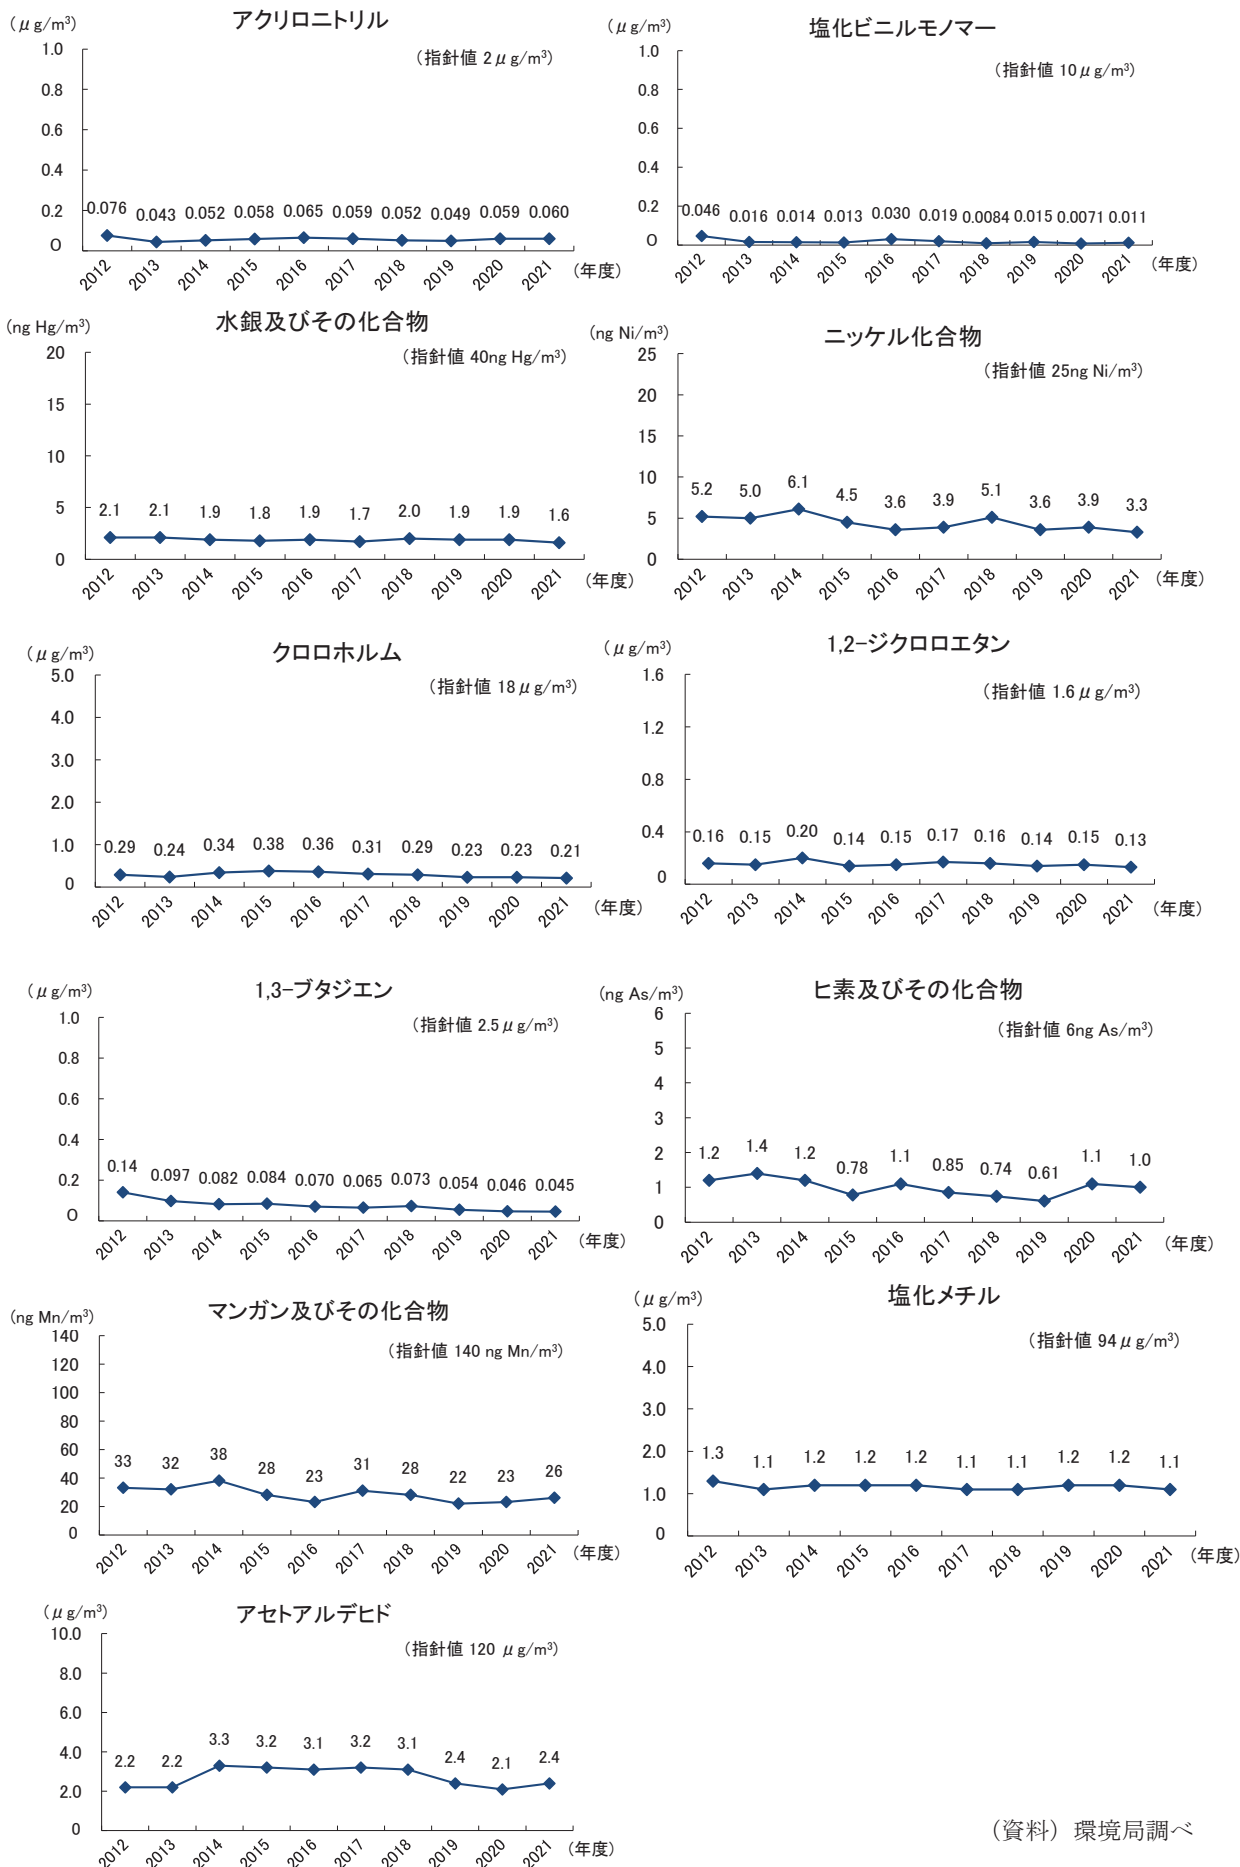 アクリロニトリル
(μg/m³)
(指針値 2μg/m³)
1.0
0.8
0.6
0.4
0.2
0
0.076 0.043 0.052 0.058 0.065 0.059 0.052 0.049 0.059 0.060
2012 2013 2014 2015 2016 2017 2018 2019 2020 2021 (年度)
塩化ビニルモノマー
(μg/m³)
(指針値 10μg/m³)
1.0
0.8
0.6
0.4
0.2
0
0.046 0.016 0.014 0.013 0.030 0.019 0.0084 0.015 0.0071 0.011
2012 2013 2014 2015 2016 2017 2018 2019 2020 2021 (年度)
水銀及びその化合物
(ng Hg/m³)
(指針値 40ng Hg/m³)
20
15
10
5
0
2.1 2.1 1.9 1.8 1.9 1.7 2.0 1.9 1.9 1.6
2012 2013 2014 2015 2016 2017 2018 2019 2020 2021 (年度)
ニッケル化合物
(ng Ni/m³)
(指針値 25ng Ni/m³)
25
20
15
10
5
0
5.2 5.0 6.1 4.5 3.6 3.9 5.1 3.6 3.9 3.3
2012 2013 2014 2015 2016 2017 2018 2019 2020 2021 (年度)
クロロホルム
(μg/m³)
(指針値 18μg/m³)
5.0
4.0
3.0
2.0
1.0
0
0.29 0.24 0.34 0.38 0.36 0.31 0.29 0.23 0.23 0.21
2012 2013 2014 2015 2016 2017 2018 2019 2020 2021 (年度)
1,2-ジクロロエタン
(μg/m³)
(指針値 1.6μg/m³)
1.6
1.2
0.8
0.4
0
0.16 0.15 0.20 0.14 0.15 0.17 0.16 0.14 0.15 0.13
2012 2013 2014 2015 2016 2017 2018 2019 2020 2021 (年度)
1,3-ブタジエン
(μg/m³)
(指針値 2.5μg/m³)
1.0
0.8
0.6
0.4
0.2
0
0.14 0.097 0.082 0.084 0.070 0.065 0.073 0.054 0.046 0.045
2012 2013 2014 2015 2016 2017 2018 2019 2020 2021 (年度)
ヒ素及びその化合物
(ng As/m³)
(指針値 6ng As/m³)
6
5
4
3
2
1
0
1.2 1.4 1.2 0.78 1.1 0.85 0.74 0.61 1.1 1.0
2012 2013 2014 2015 2016 2017 2018 2019 2020 2021 (年度)
マンガン及びその化合物
(ng Mn/m³)
(指針値 140 ng Mn/m³)
140
120
100
80
60
40
20
0
33 32 38 28 23 31 28 22 23 26
2012 2013 2014 2015 2016 2017 2018 2019 2020 2021 (年度)
塩化メチル
(μg/m³)
(指針値 94μg/m³)
5.0
4.0
3.0
2.0
1.0
0
1.3 1.1 1.2 1.2 1.2 1.1 1.1 1.2 1.2 1.1
2012 2013 2014 2015 2016 2017 2018 2019 2020 2021 (年度)
アセトアルデヒド
(μg/m³)
(指針値 120 μg/m³)
10.0
8.0
6.0
4.0
2.0
0
2.2 2.2 3.3 3.2 3.1 3.2 3.1 2.4 2.1 2.4
2012 2013 2014 2015 2016 2017 2018 2019 2020 2021 (年度)
(資料) 環境局調べ